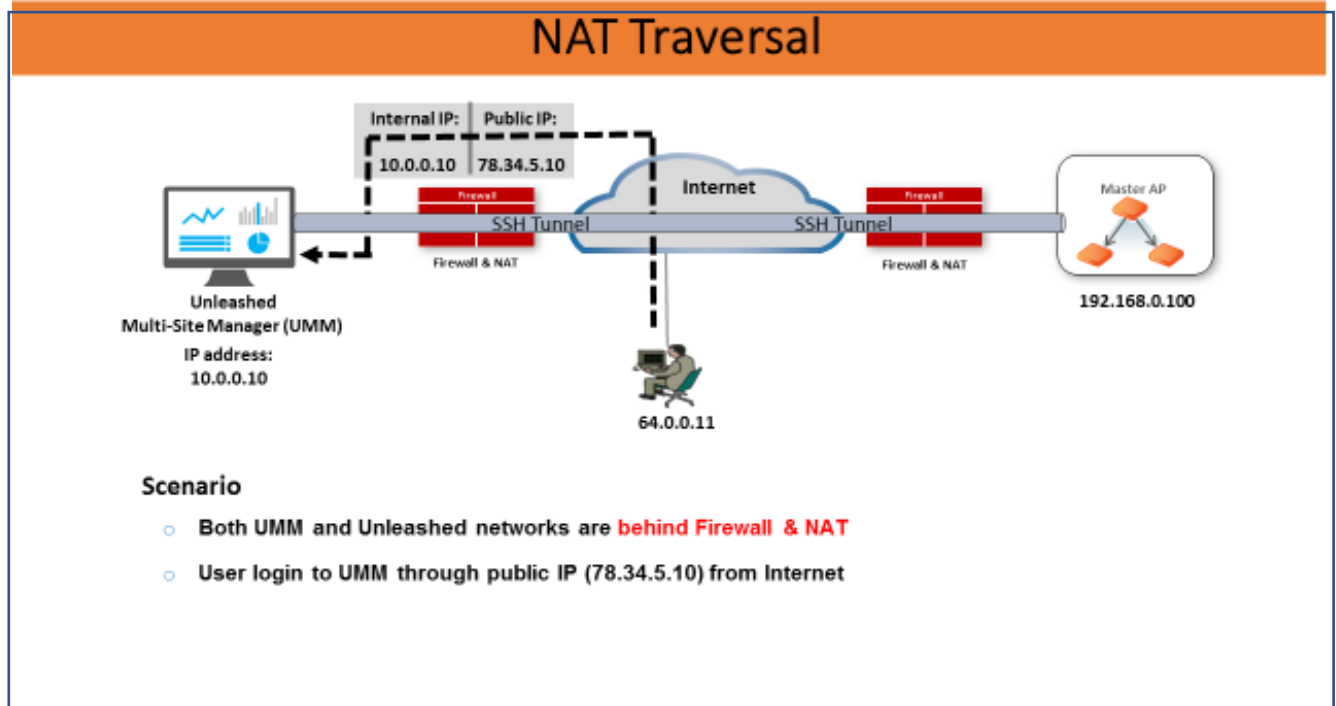 NAT Traversal
Internal IP: Public IP:
10.0.0.10 78.34.5.10
Firewall
SSH Tunnel
Firewall & NAT
Internet
Firewall
SSH Tunnel
Firewall & NAT
Master AP
192.168.0.100
Unleashed
Multi-Site Manager (UMM)
IP address:
10.0.0.10
64.0.0.11
Scenario
Both UMM and Unleashed networks are behind Firewall & NAT
User login to UMM through public IP (78.34.5.10) from Internet